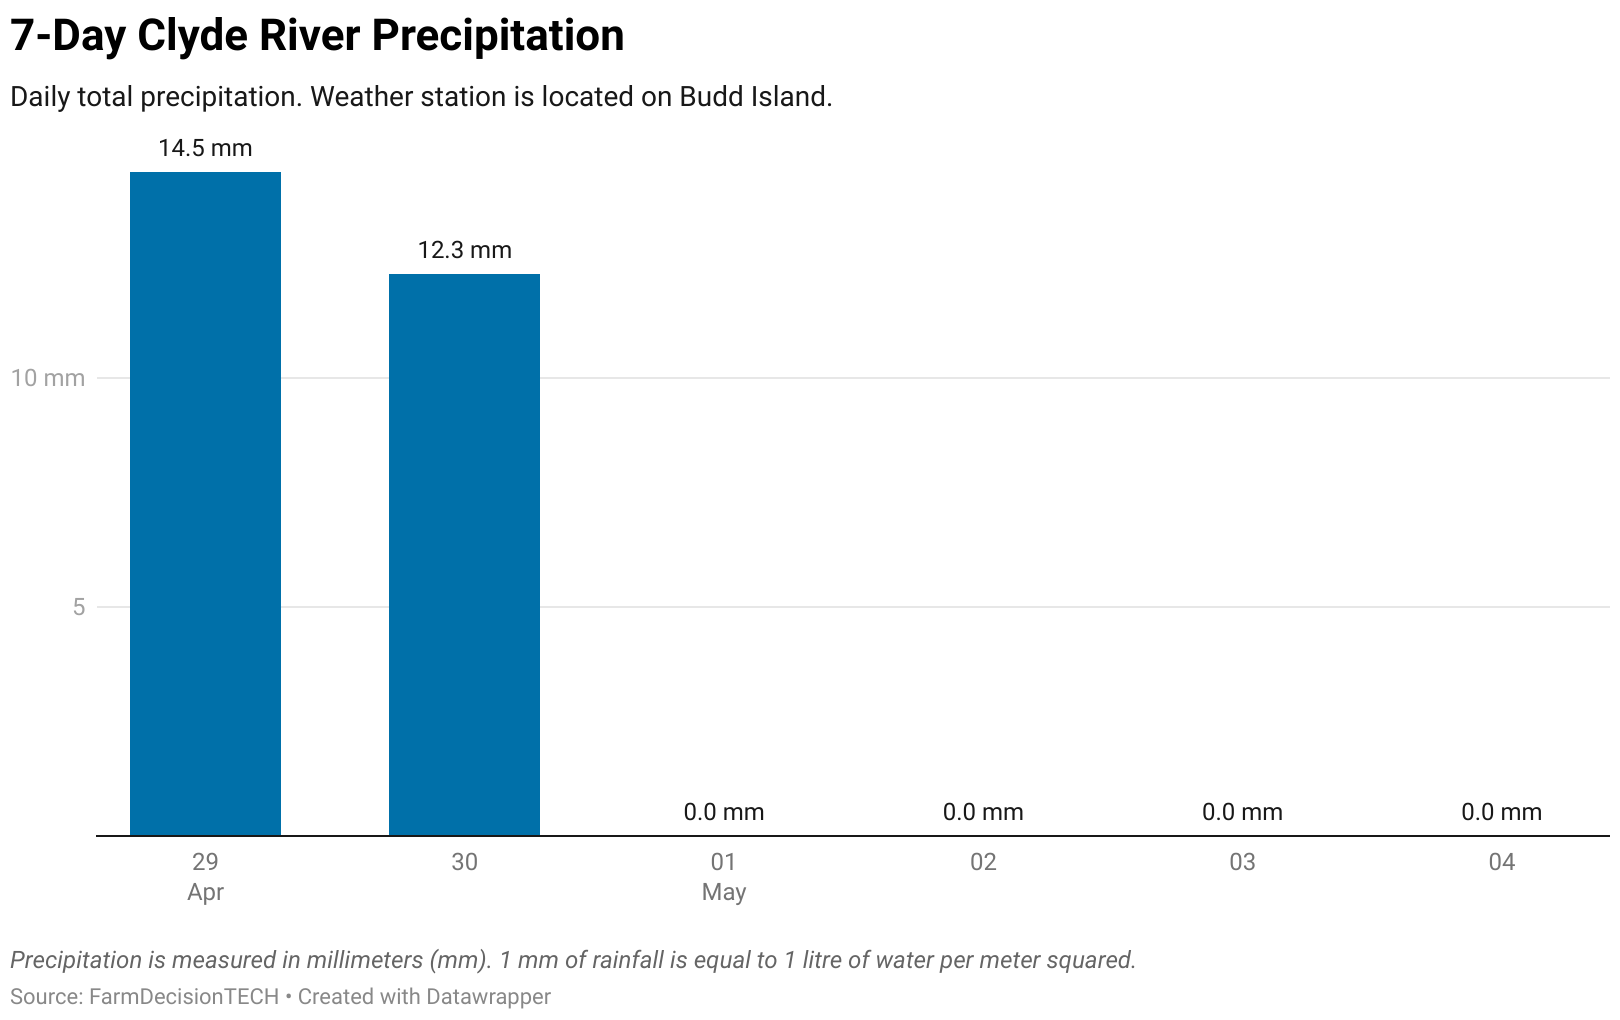 7-Day Clyde River Precipitation
Daily total precipitation. Weather station is located on Budd Island.
14.5 mm
12.3 mm
10 mm
5
0.0 mm 0.0 mm 0.0 mm 0.0 mm
29 30 01 02 03 04
Apr May
Precipitation is measured in millimeters (mm). 1 mm of rainfall is equal to 1 litre of water per meter squared.
Source: FarmDecisionTECH • Created with Datawrapper